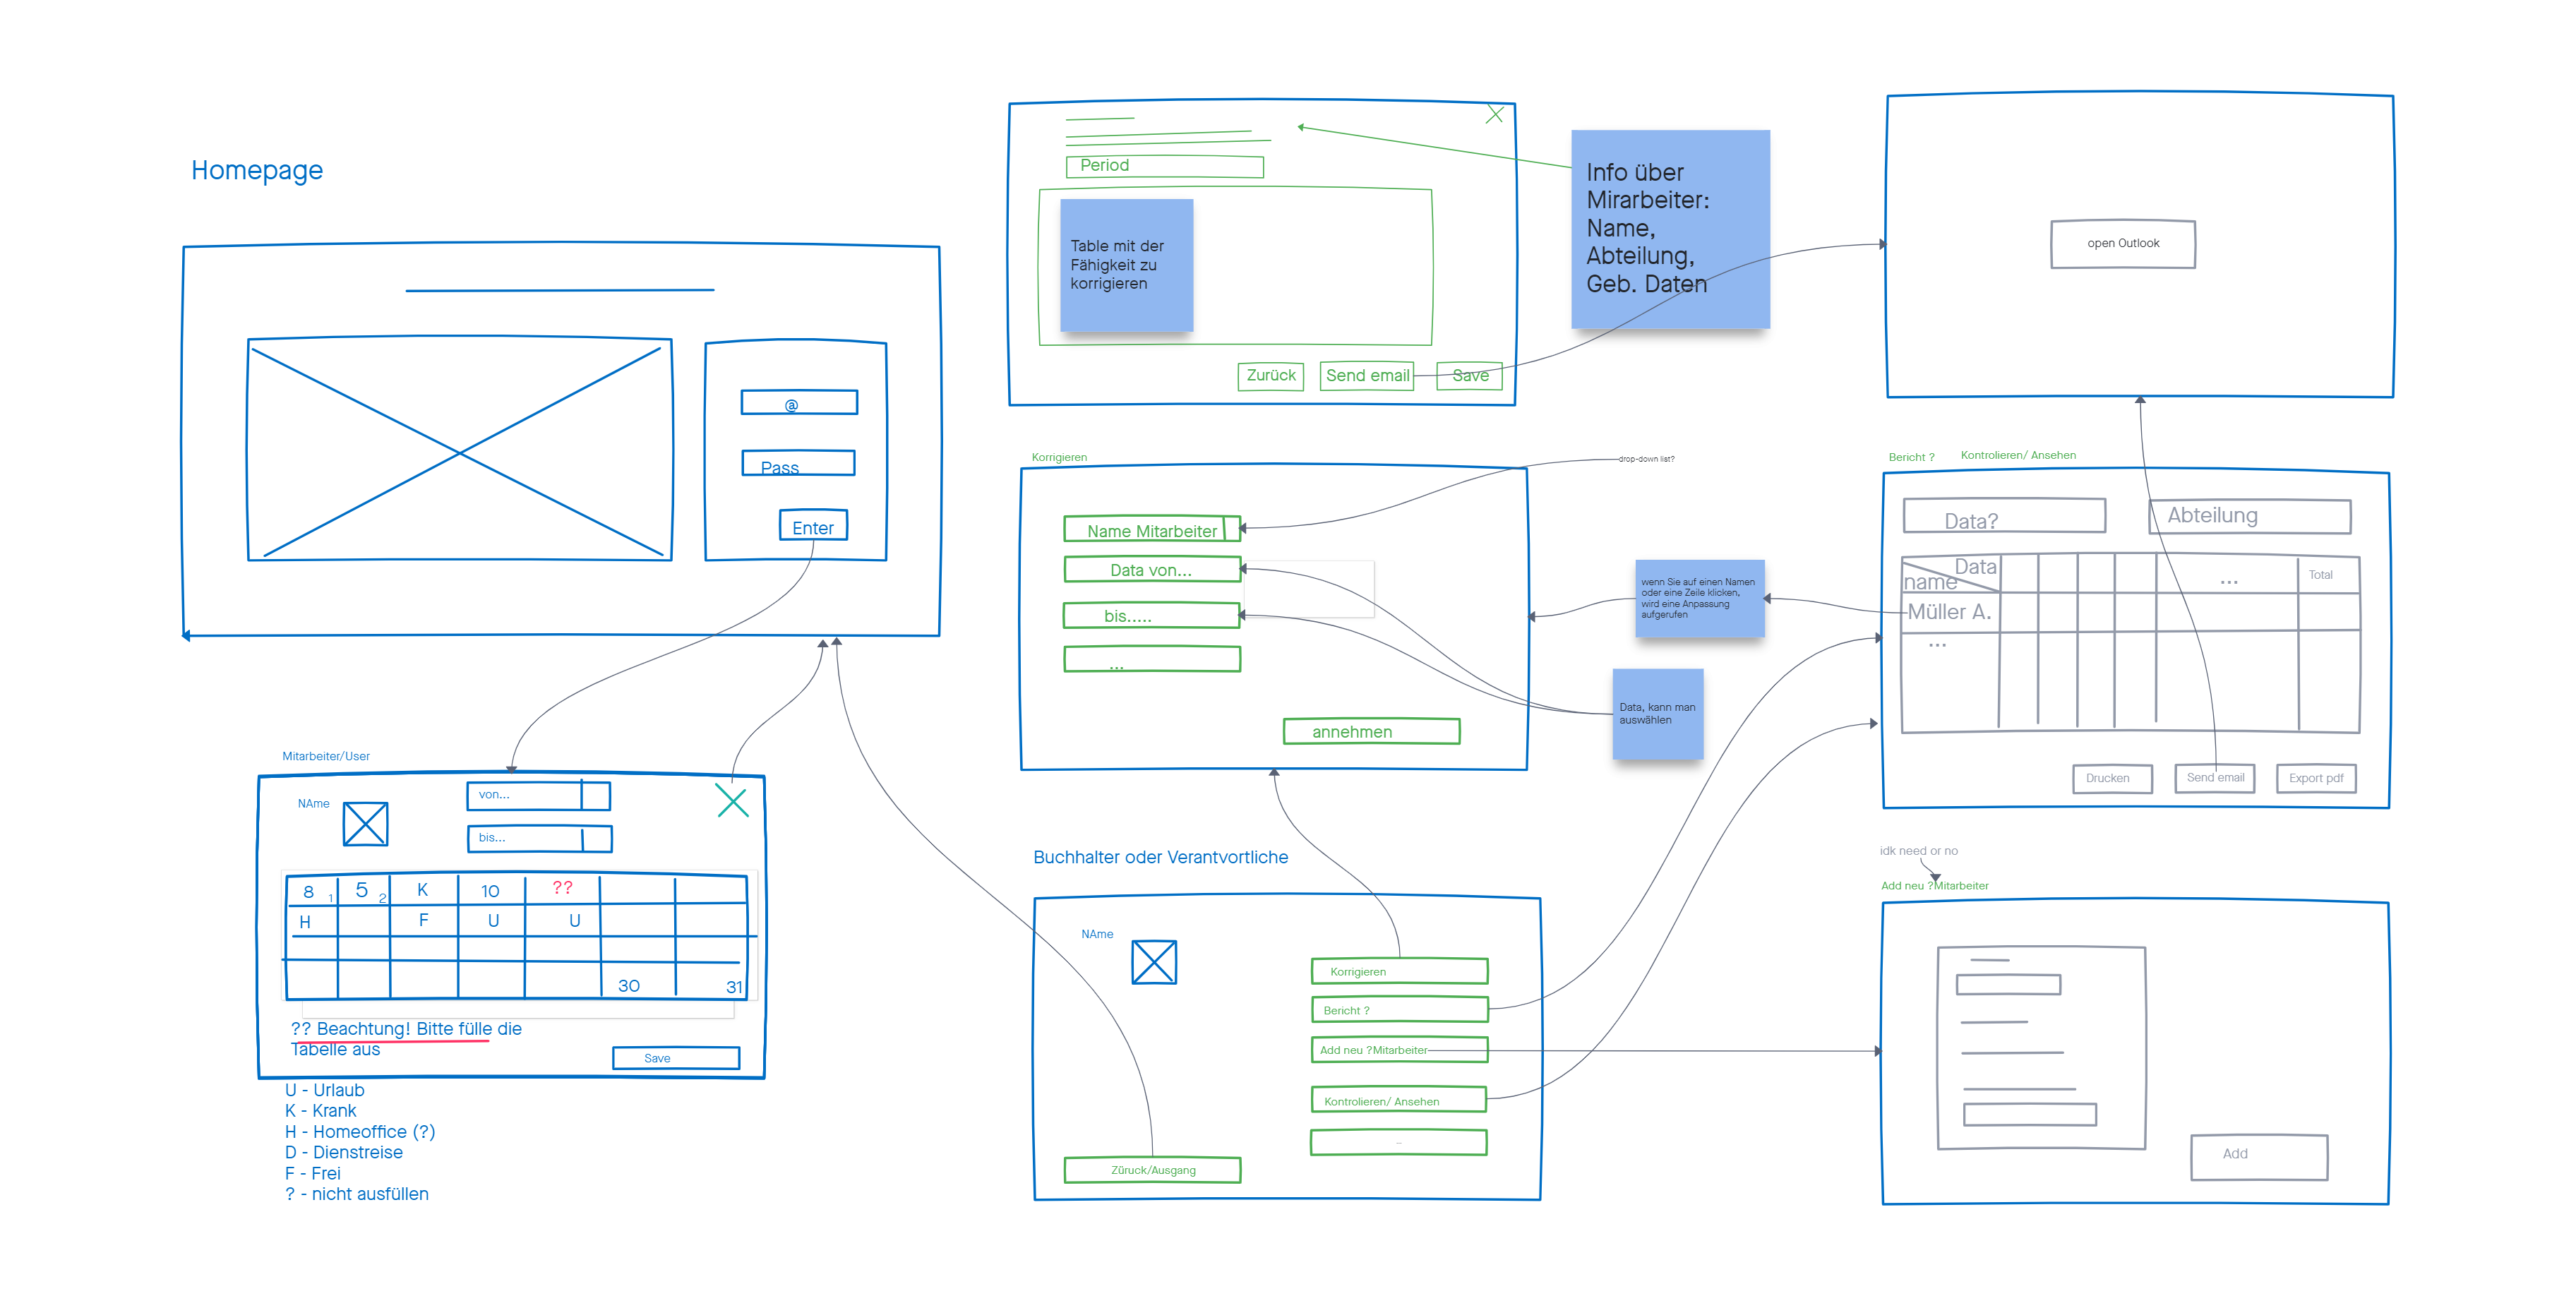 Homepage
@
Pass
Enter
Mitarbeiter/User
NAme
von...
bis...
8 1 5 2 K 10 ??
H F U U
30 31
?? Beachtung! Bitte fülle die
Tabelle aus
Save
U - Urlaub
K - Krank
H - Homeoffice (?)
D - Dienstreise
F - Frei
? - nicht ausfüllen
Period
Table mit der
Fähigkeit zu
korrigieren
Zurück
Send email
Save
Info über
Mirarbeiter:
Name,
Abteilung,
Geb. Daten
open Outlook
Korrigieren
drop-down list?
Name Mitarbeiter
Data von...
bis.....
...
annehmen
wenn Sie auf einen Namen
oder eine Zeile klicken,
wird eine Anpassung
aufgerufen
Data, kann man
auswählen
Bericht ?
Kontrolieren/ Ansehen
Data?
Abteilung
Data
name
... Total
Müller A.
...
Drucken
Send email
Export pdf
Buchhalter oder Verantvortliche
NAme
Korrigieren
Bericht ?
Add neu ?Mitarbeiter
Kontrolieren/ Ansehen
...
Zűruck/Ausgang
idk need or no
Add neu ?Mitarbeiter
Add